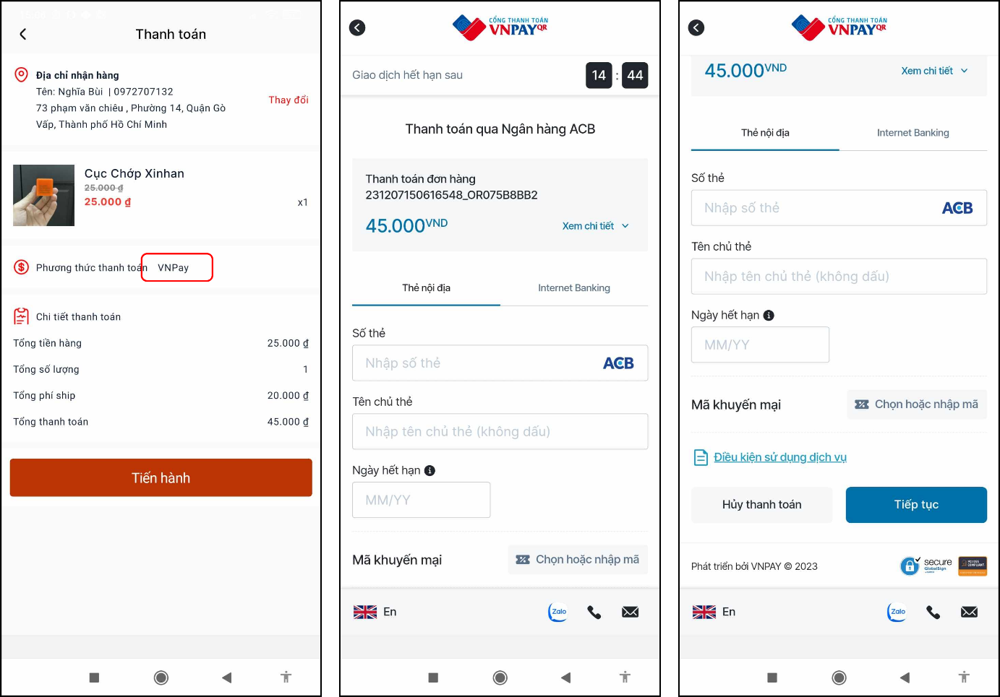 Thanh toán
Địa chỉ nhận hàng
Tên: Nghĩa Bùi | 0972707132
73 phạm văn chiêu , Phường 14, Quận Gò
Vấp, Thành phố Hồ Chí Minh
Thay đổi
Cục Chớp Xinhan
25.000 ₫
25.000 ₫
x1
Phương thức thanh toán VNPay
Chi tiết thanh toán
Tổng tiền hàng 25.000 ₫
Tổng số lượng 1
Tổng phí ship 20.000 ₫
Tổng thanh toán 45.000 ₫
Tiến hành
CỔNG THANH TOÁN
VNPAYQR
Giao dịch hết hạn sau 14 : 44
Thanh toán qua Ngân hàng ACB
Thanh toán đơn hàng
231207150616548_OR075B8BB2
45.000VND Xem chi tiết
Thẻ nội địa Internet Banking
Số thẻ
Nhập số thẻ ACB
Tên chủ thẻ
Nhập tên chủ thẻ (không dấu)
Ngày hết hạn
MM/YY
Mã khuyến mại Chọn hoặc nhập mã
En Zalo
CỔNG THANH TOÁN
VNPAYQR
45.000VND Xem chi tiết
Thẻ nội địa Internet Banking
Số thẻ
Nhập số thẻ ACB
Tên chủ thẻ
Nhập tên chủ thẻ (không dấu)
Ngày hết hạn
MM/YY
Mã khuyến mại Chọn hoặc nhập mã
Điều kiện sử dụng dịch vụ
Hủy thanh toán Tiếp tục
Phát triển bởi VNPAY © 2023
secure
GlobalSign
PCI DSS
COMPLIANT
En Zalo